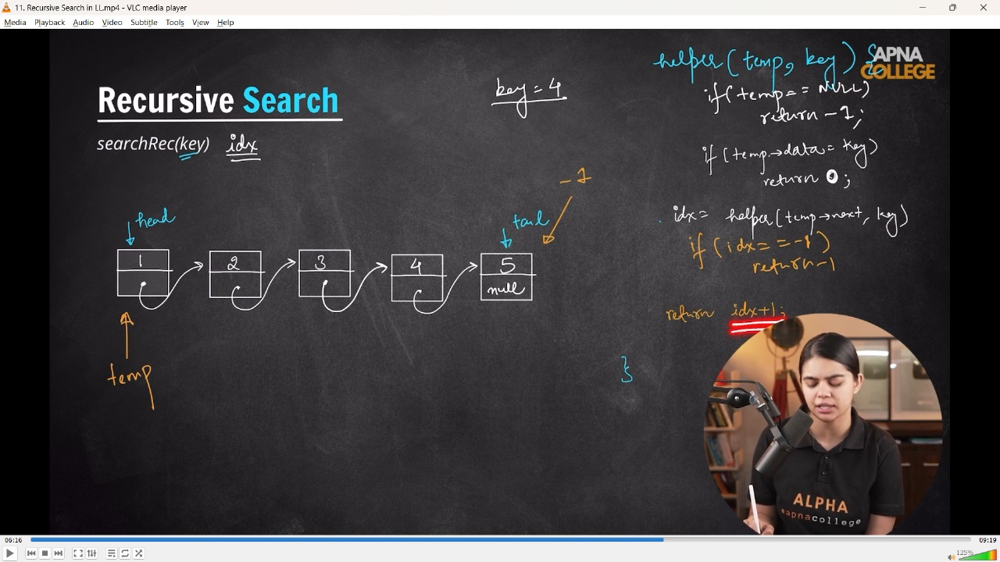 11. Recursive Search in LL.mp4 - VLC media player
Media Playback Audio Video Subtitle Tools View Help
APNA
COLLEGE
Recursive Search
searchRec(key) idx
key = 4
helper(temp, key) {
if(temp == NULL)
return -1;
if(temp->data = key)
return 0;
idx = helper(temp->next, key)
if(idx == -1)
return -1
return idx+1;
}
head
tail
-1
1 2 3 4 5
null
temp
ALPHA
#apnacollege
06:16
09:19
125%